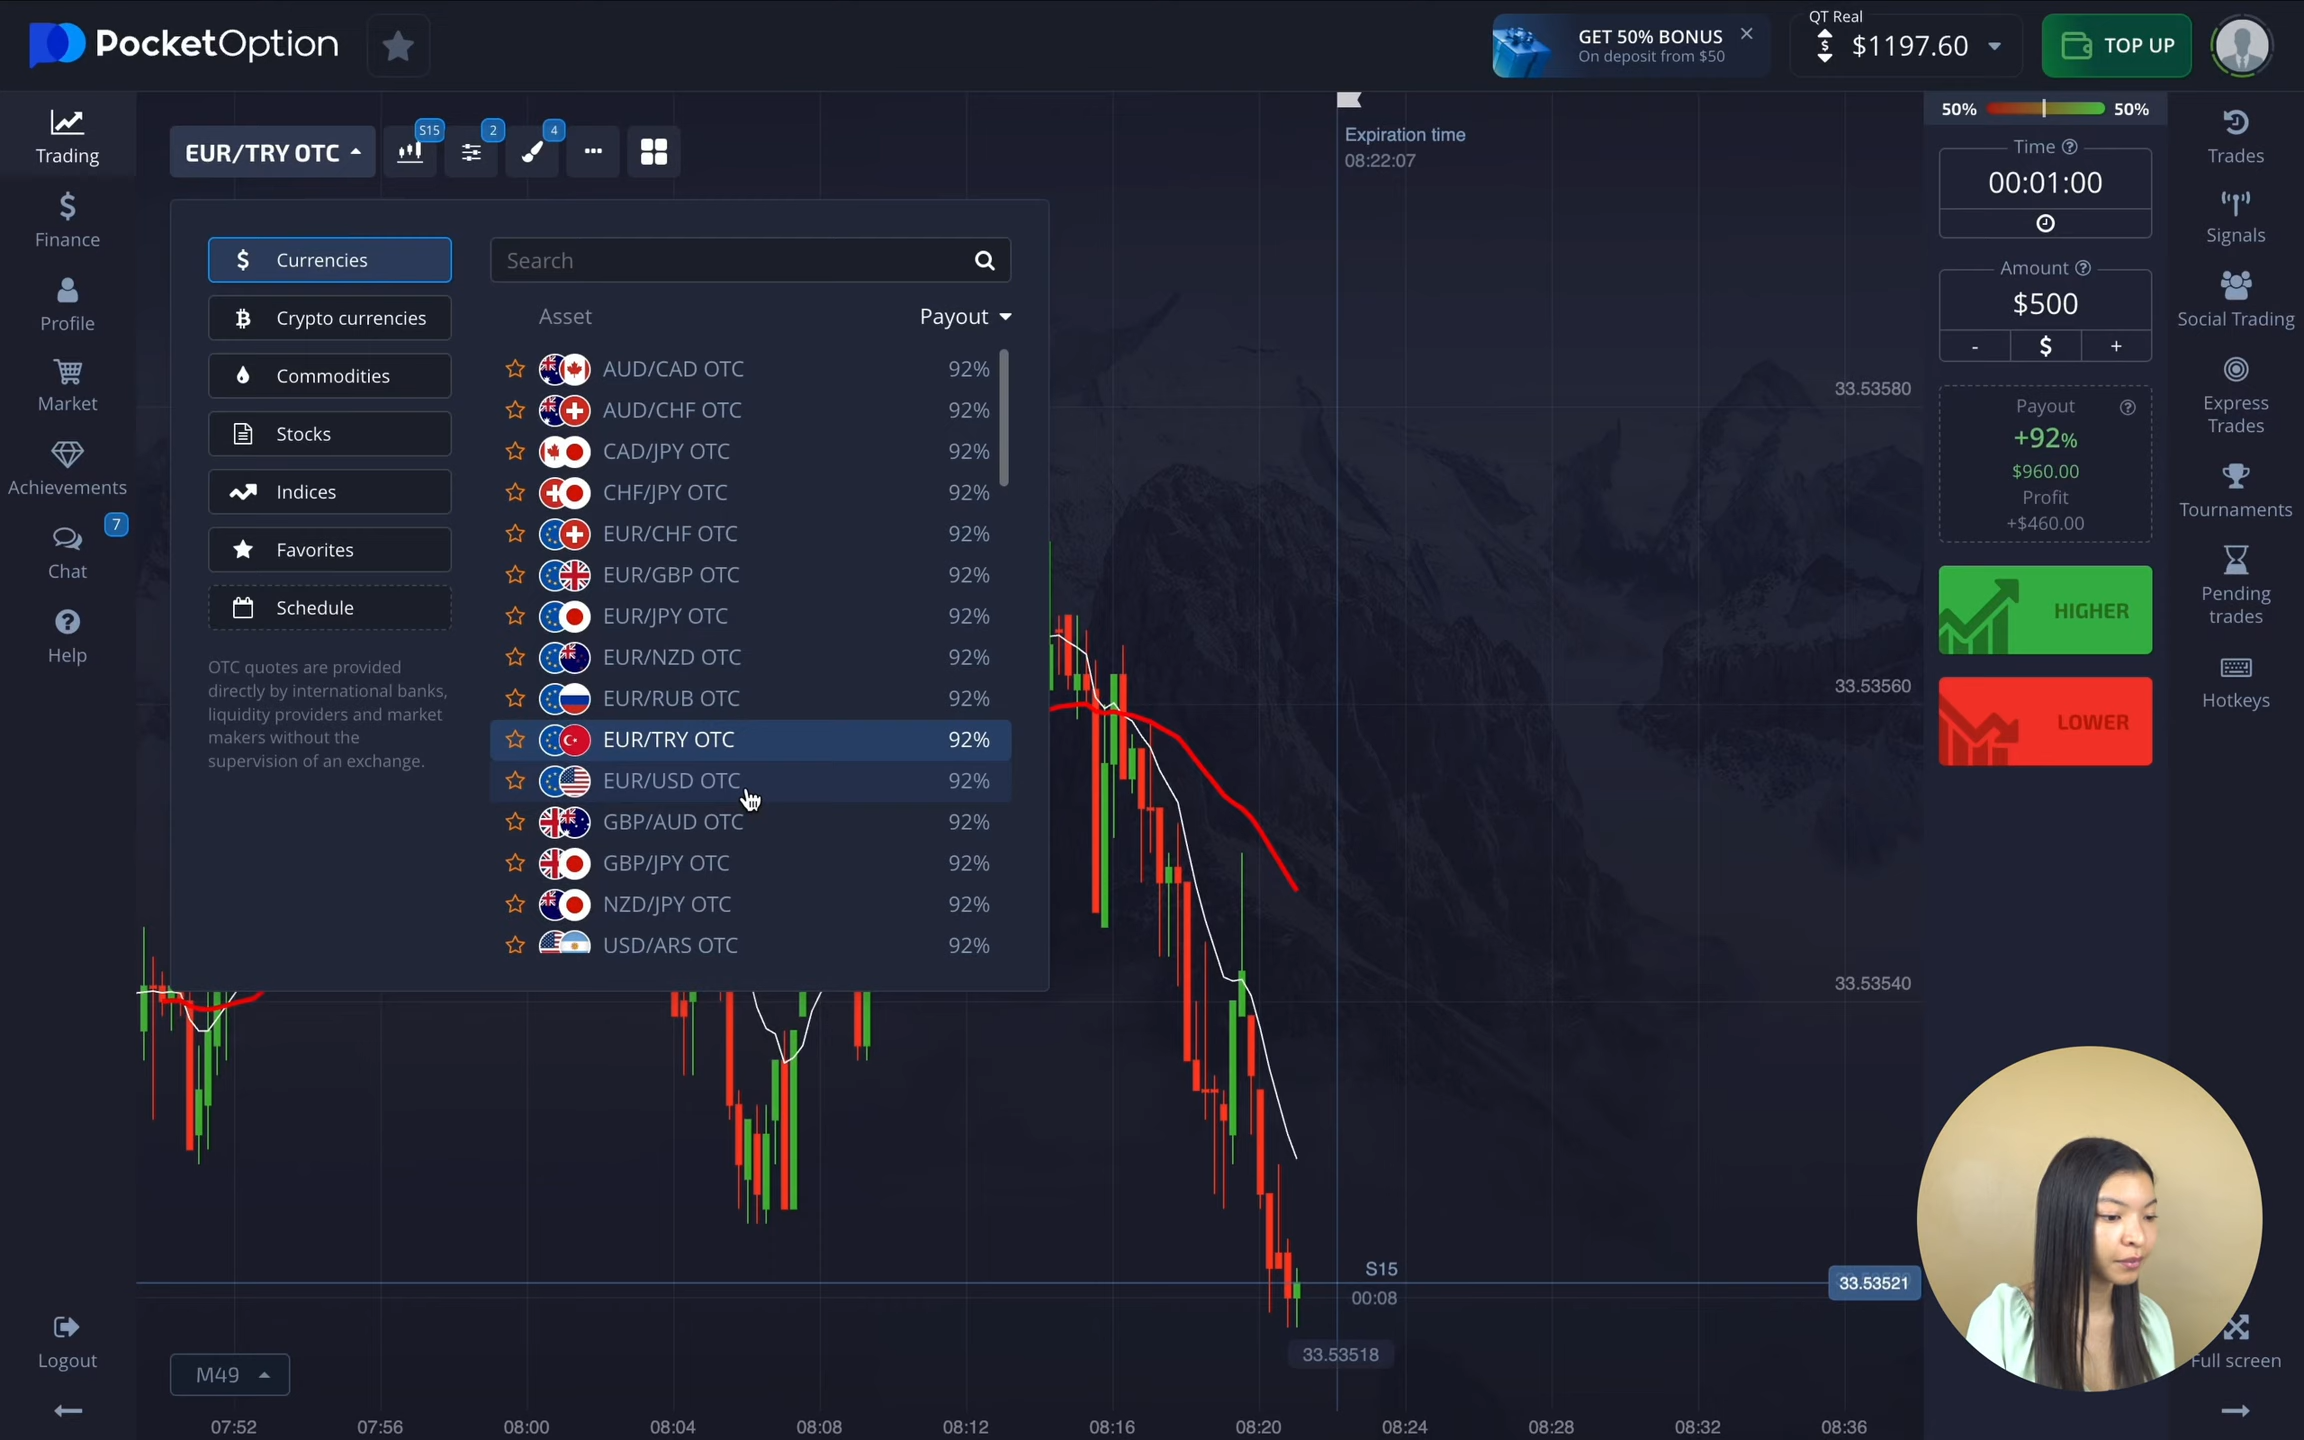 PocketOption
GET 50% BONUS
On deposit from $50
QT Real
$1197.60
TOP UP
Trading
Finance
Profile
Market
Achievements
7
Chat
Help
Logout
EUR/TRY OTC
S15
2
4
Currencies
Crypto currencies
Commodities
Stocks
Indices
Favorites
Schedule
OTC quotes are provided
directly by international banks,
liquidity providers and market
makers without the
supervision of an exchange.
Search
Asset Payout
AUD/CAD OTC 92%
AUD/CHF OTC 92%
CAD/JPY OTC 92%
CHF/JPY OTC 92%
EUR/CHF OTC 92%
EUR/GBP OTC 92%
EUR/JPY OTC 92%
EUR/NZD OTC 92%
EUR/RUB OTC 92%
EUR/TRY OTC 92%
EUR/USD OTC 92%
GBP/AUD OTC 92%
GBP/JPY OTC 92%
NZD/JPY OTC 92%
USD/ARS OTC 92%
Expiration time
08:22:07
33.53580
33.53560
33.53540
33.53521
S15
00:08
33.53518
M49
07:52 07:56 08:00 08:04 08:08 08:12 08:16 08:20 08:24 08:28 08:32 08:36
50% 50%
Time
00:01:00
Amount
$500
- $ +
Payout
+92%
$960.00
Profit
+$460.00
HIGHER
LOWER
Trades
Signals
Social Trading
Express
Trades
Tournaments
Pending
trades
Hotkeys
Full screen